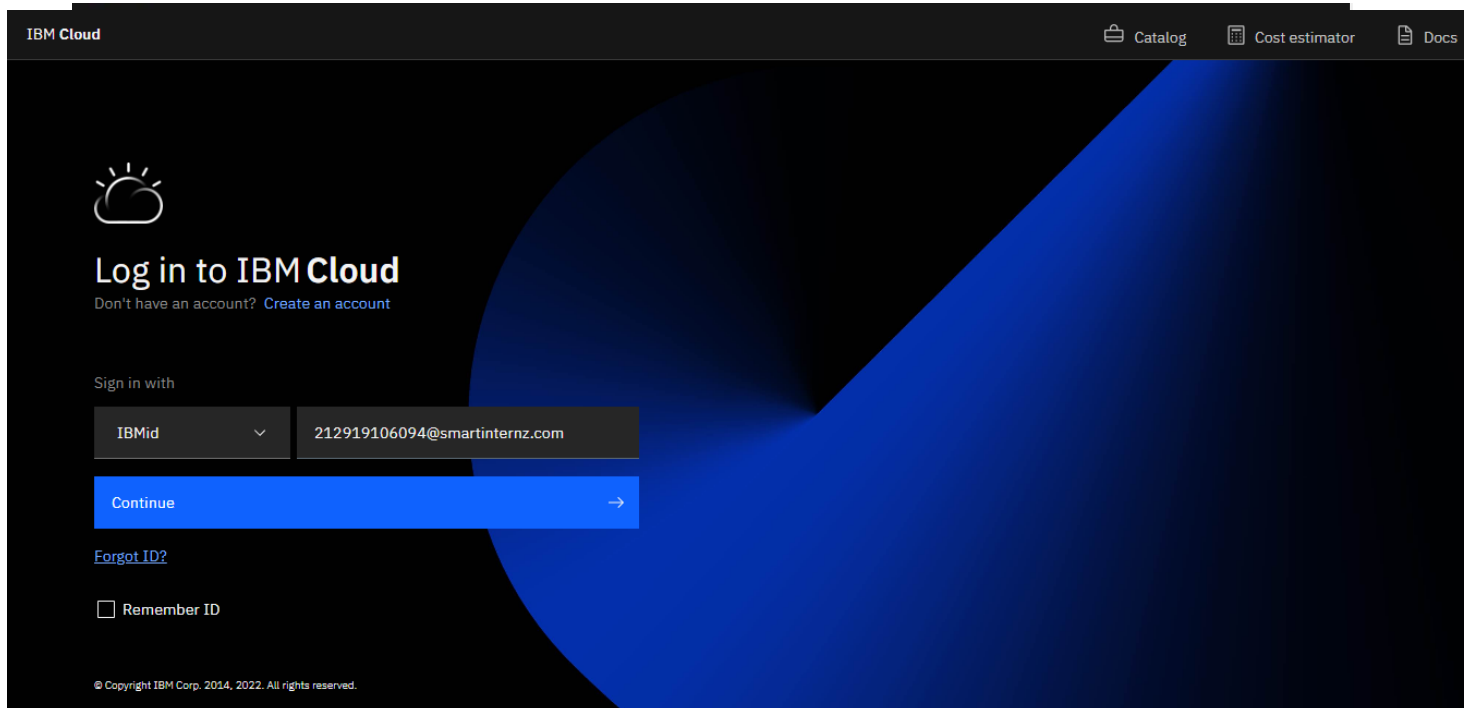 IBM Cloud
Catalog
Cost estimator
Docs
Log in to IBM Cloud
Don't have an account? Create an account
Sign in with
IBMid
212919106094@smartinternz.com
Continue
Forgot ID?
Remember ID
© Copyright IBM Corp. 2014, 2022. All rights reserved.